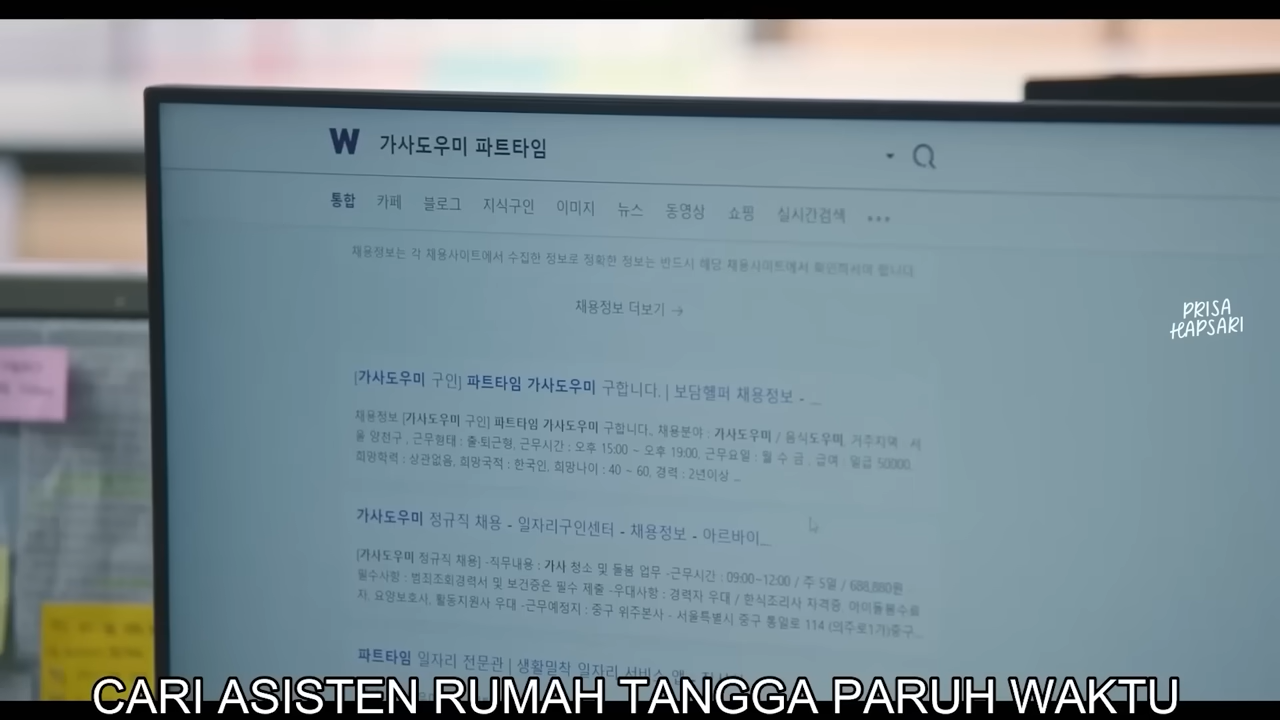 W 가사도우미 파트타임
통합 카페 블로그 지식구인 이미지 뉴스 동영상 쇼핑 실시간검색 •••
채용정보는 각 채용사이트에서 수집한 정보로 정확한 정보는 반드시 해당 채용사이트에서 확인하셔야 합니다.
채용정보 더보기 →
PRISA
HAPSARI
[가사도우미 구인] 파트타임 가사도우미 구합니다. | 보담헬퍼 채용정보 - ...
채용정보 [가사도우미 구인] 파트타임 가사도우미 구합니다. 채용분야 : 가사도우미 / 음식도우미, 거주지역 : 서
울 양천구, 근무형태 : 출·퇴근형, 근무시간 : 오후 15:00 ~ 오후 19:00, 근무요일 : 월 수 금, 급여 : 일급 50000,
희망학력 : 상관없음, 희망국적 : 한국인, 희망나이 : 40 ~ 60, 경력 : 2년이상 ...
가사도우미 정규직 채용 - 일자리구인센터 - 채용정보 - 아르바이...
[가사도우미 정규직 채용] -직무내용 : 가사 청소 및 돌봄 업무 -근무시간 : 09:00~12:00 / 주 5일 / 688,880원
필수사항 : 범죄조회경력서 및 보건증은 필수 제출 -우대사항 : 경력자 우대 / 한식조리사 자격증 아이돌봄수료
자, 요양보호사, 활동지원사 우대 -근무예정지 : 중구 위주본사 - 서울특별시 중구 통일로 114 (의주로1가)중구...
파트타임 일자리 전문관 | 생활밀착 일자리 서비스
CARI ASISTEN RUMAH TANGGA PARUH WAKTU